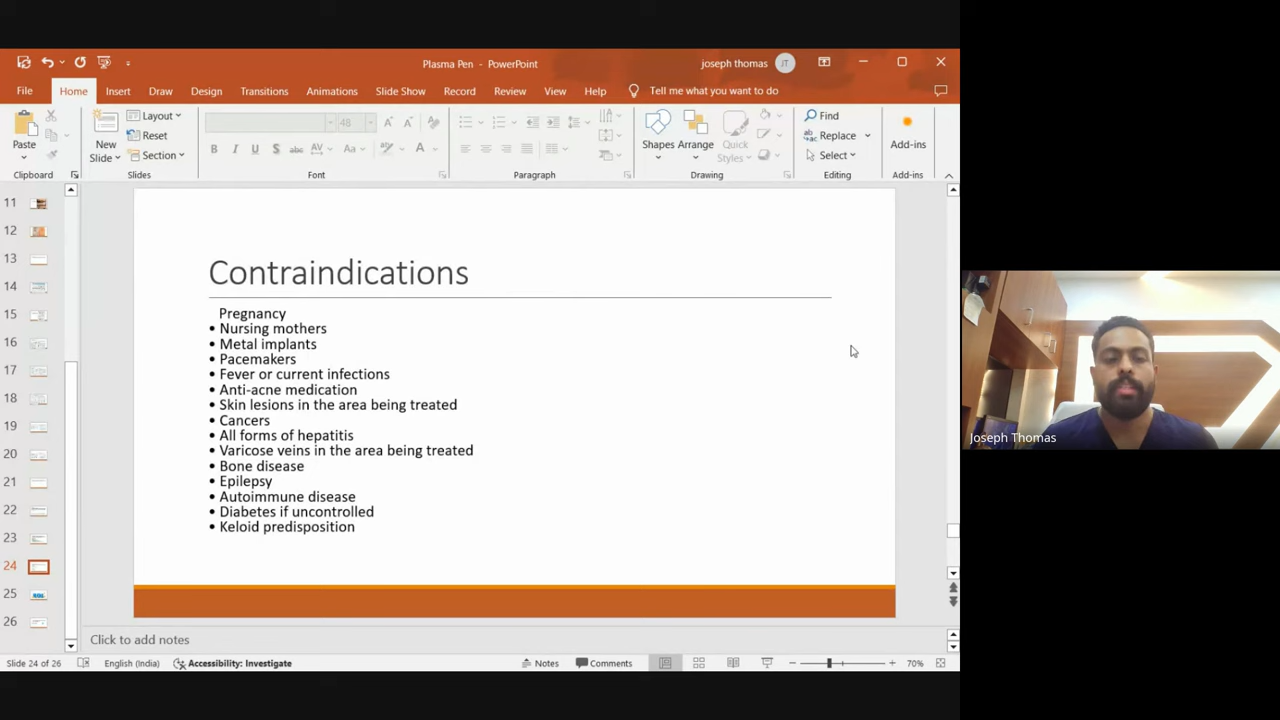 Plasma Pen - PowerPoint
joseph thomas JT
File Home Insert Draw Design Transitions Animations Slide Show Record Review View Help Tell me what you want to do
Paste
Clipboard
New Slide
Layout
Reset
Section
Slides
48
B I U S abc AV Aa A
Font
Paragraph
Shapes Arrange Quick Styles
Drawing
Find
Replace
Select
Editing
Add-ins
Add-ins
11
12
13
14
15
16
17
18
19
20
21
22
23
24
25
26
Contraindications
Pregnancy
• Nursing mothers
• Metal implants
• Pacemakers
• Fever or current infections
• Anti-acne medication
• Skin lesions in the area being treated
• Cancers
• All forms of hepatitis
• Varicose veins in the area being treated
• Bone disease
• Epilepsy
• Autoimmune disease
• Diabetes if uncontrolled
• Keloid predisposition
Click to add notes
Slide 24 of 26 English (India) Accessibility: Investigate Notes Comments 70%
Joseph Thomas